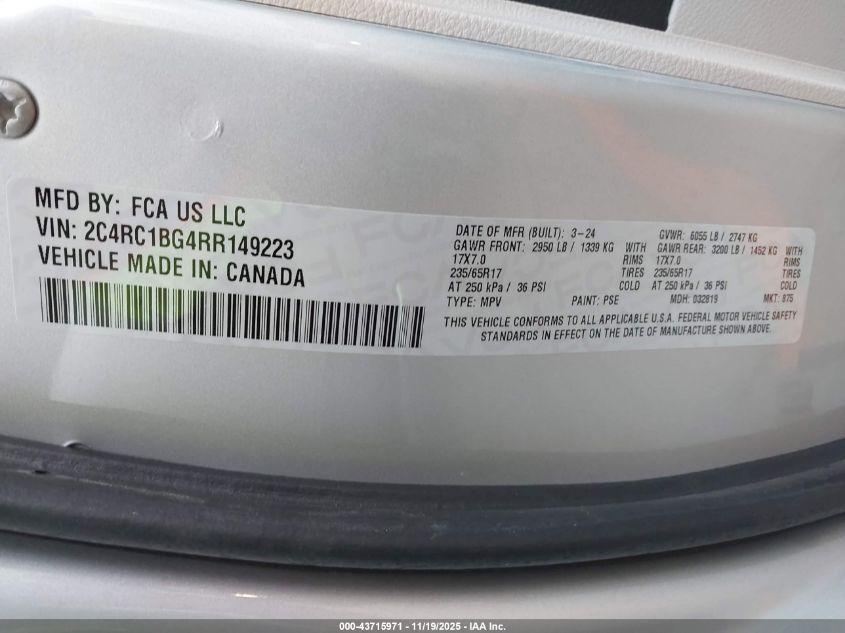 MFD BY: FCA US LLC
VIN: 2C4RC1BG4RR149223
VEHICLE MADE IN: CANADA
DATE OF MFR (BUILT): 3-24 GVWR: 6055 LB / 2747 KG
GAWR FRONT: 2950 LB / 1339 KG WITH GAWR REAR: 3200 LB / 1452 KG WITH
17X7.0 RIMS 17X7.0 RIMS
235/65R17 TIRES 235/65R17 TIRES
AT 250 kPa / 36 PSI COLD AT 250 kPa / 36 PSI COLD
TYPE: MPV PAINT: PSE MDH: 032819 MKT: 875
THIS VEHICLE CONFORMS TO ALL APPLICABLE U.S.A. FEDERAL MOTOR VEHICLE SAFETY
STANDARDS IN EFFECT ON THE DATE OF MANUFACTURE SHOWN ABOVE.
000-43715971 - 11/19/2025 - IAA Inc.